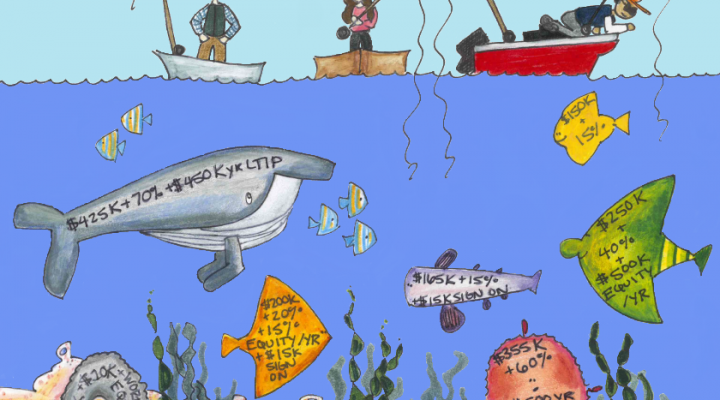 $150K
+
15%
$425K+70%+$450K YR LTIP
$250K
+
40%
+
$500K
EQUITY
/YR
$165K+15%
+$15K SIGN ON
$200K
+20%
+15%
EQUITY/YR
+$15K
SIGN
ON
$355K
+60%
500YR